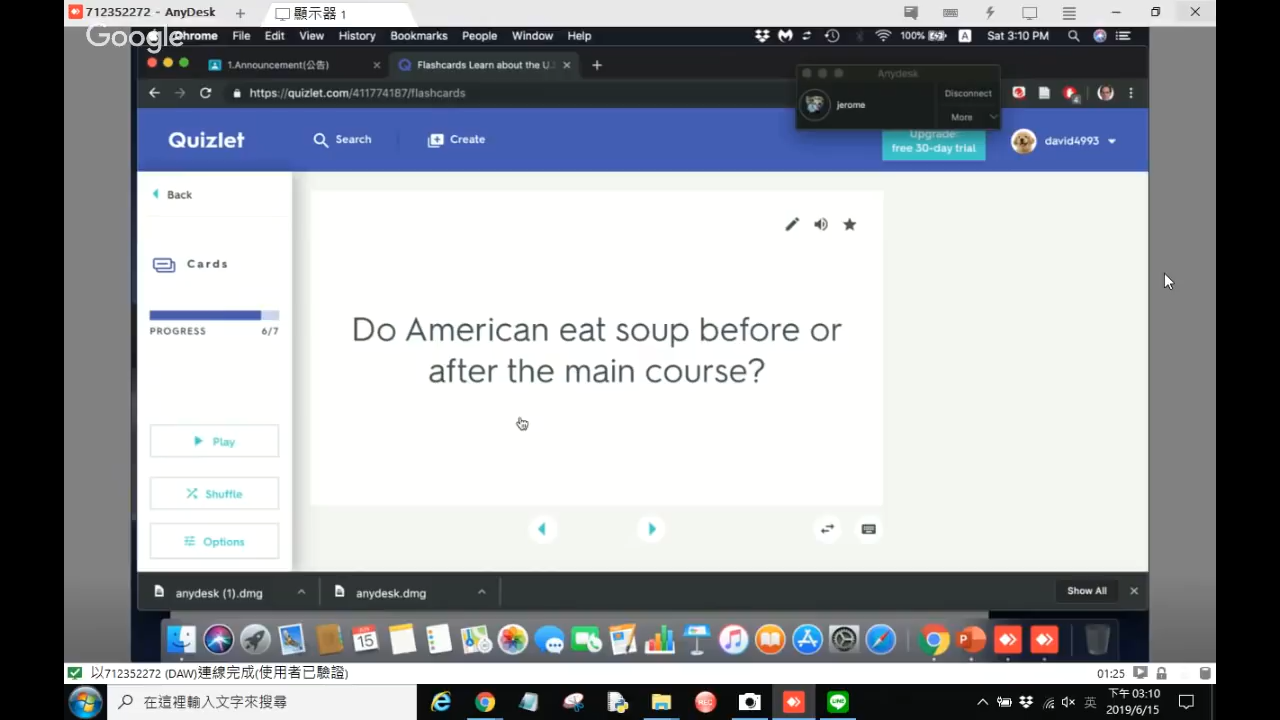 712352272 - AnyDesk
顯示器 1
Google
Chrome File Edit View History Bookmarks People Window Help
100%
A
Sat 3:10 PM
1.Announcement(公告)
Flashcards Learn about the U.
Anydesk
https://quizlet.com/411774187/flashcards
jerome
Disconnect
More
Quizlet
Search
Create
Upgrade:
free 30-day trial
david4993
Back
Cards
PROGRESS 6/7
Do American eat soup before or
after the main course?
Play
Shuffle
Options
anydesk (1).dmg
anydesk.dmg
Show All
15
以712352272 (DAW)連線完成(使用者已驗證)
01:25
在這裡輸入文字來搜尋
REC
LINE
英
下午 03:10
2019/6/15